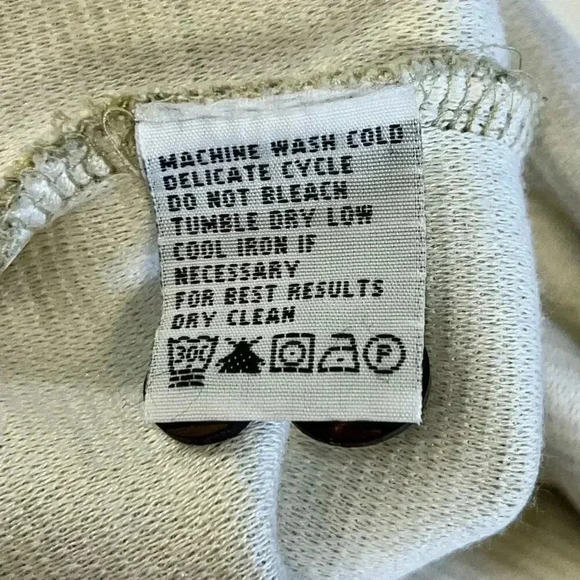 MACHINE WASH COLD
DELICATE CYCLE
DO NOT BLEACH
TUMBLE DRY LOW
COOL IRON IF
NECESSARY
FOR BEST RESULTS
DRY CLEAN
30C F